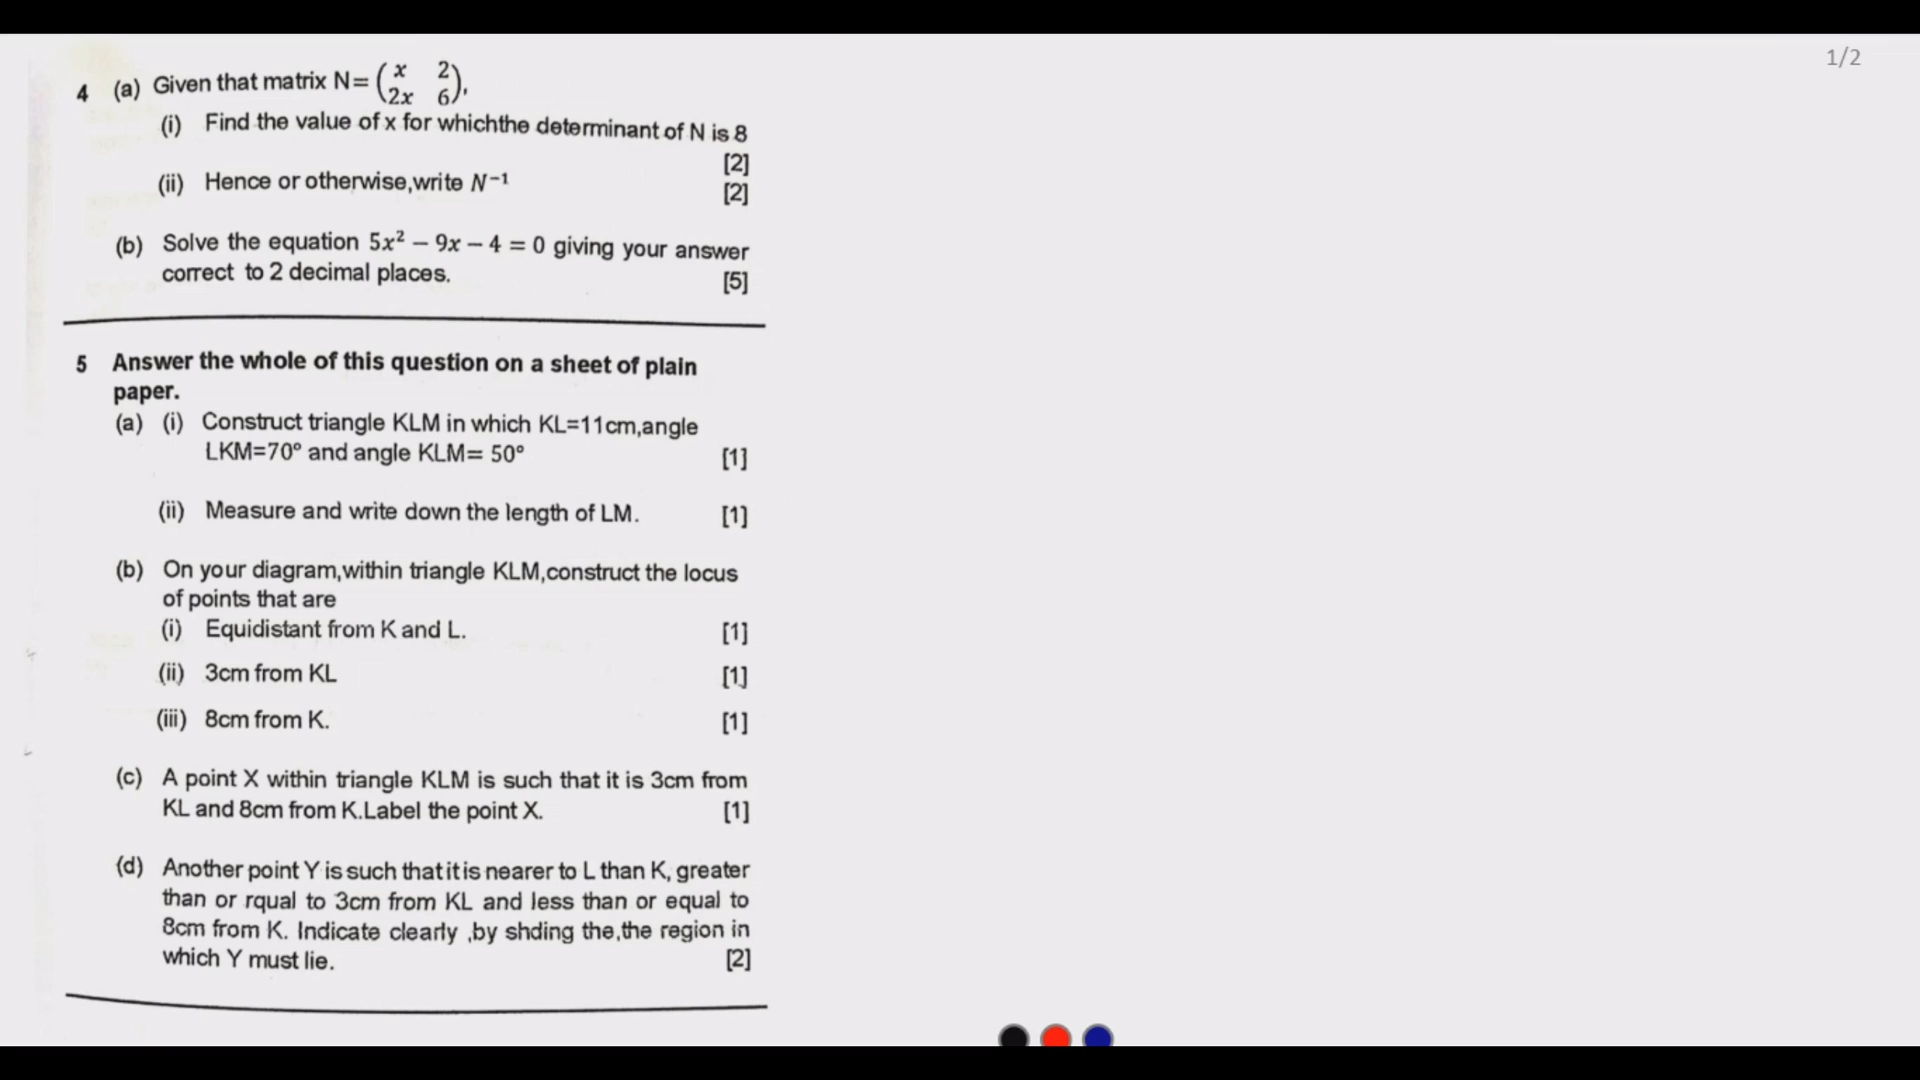 1/2
4 (a) Given that matrix N= (x 2
2x 6),
(i) Find the value of x for whichthe determinant of N is 8
[2]
(ii) Hence or otherwise,write N⁻¹ [2]
(b) Solve the equation 5x² − 9x − 4 = 0 giving your answer
correct to 2 decimal places. [5]
5 Answer the whole of this question on a sheet of plain
paper.
(a) (i) Construct triangle KLM in which KL=11cm,angle
LKM=70° and angle KLM= 50° [1]
(ii) Measure and write down the length of LM. [1]
(b) On your diagram,within triangle KLM,construct the locus
of points that are
(i) Equidistant from K and L. [1]
(ii) 3cm from KL [1]
(iii) 8cm from K. [1]
(c) A point X within triangle KLM is such that it is 3cm from
KL and 8cm from K.Label the point X. [1]
(d) Another point Y is such that it is nearer to L than K, greater
than or rqual to 3cm from KL and less than or equal to
8cm from K. Indicate clearly ,by shding the,the region in
which Y must lie. [2]